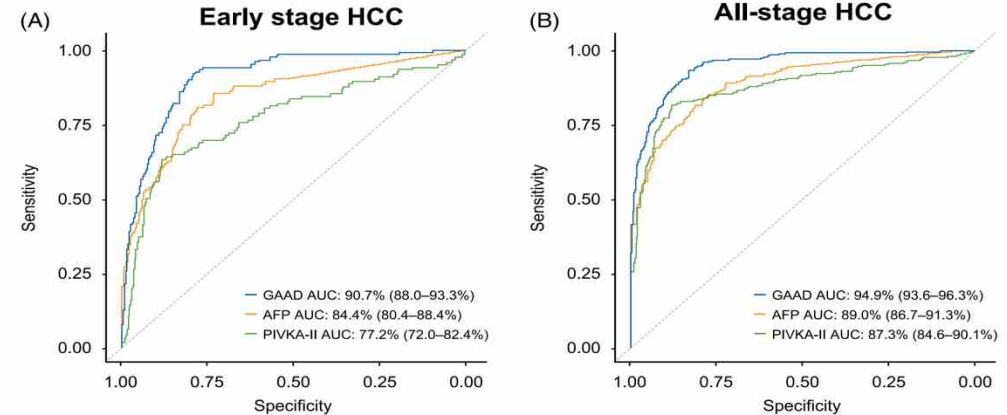 (A) Early stage HCC
1.00
0.75
0.50
0.25
0.00
Sensitivity
GAAD AUC: 90.7% (88.0–93.3%)
AFP AUC: 84.4% (80.4–88.4%)
PIVKA-II AUC: 77.2% (72.0–82.4%)
1.00 0.75 0.50 0.25 0.00
Specificity
(B) All-stage HCC
1.00
0.75
0.50
0.25
0.00
Sensitivity
GAAD AUC: 94.9% (93.6–96.3%)
AFP AUC: 89.0% (86.7–91.3%)
PIVKA-II AUC: 87.3% (84.6–90.1%)
1.00 0.75 0.50 0.25 0.00
Specificity